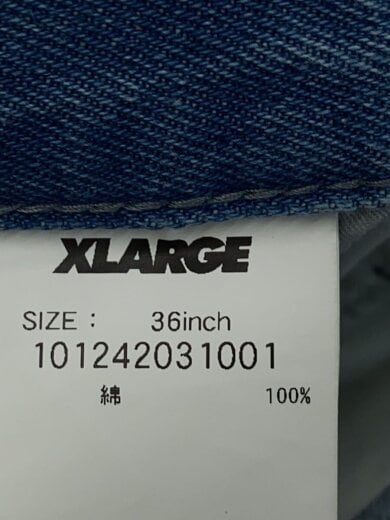 XLARGE
SIZE： 36inch
101242031001
綿 100%